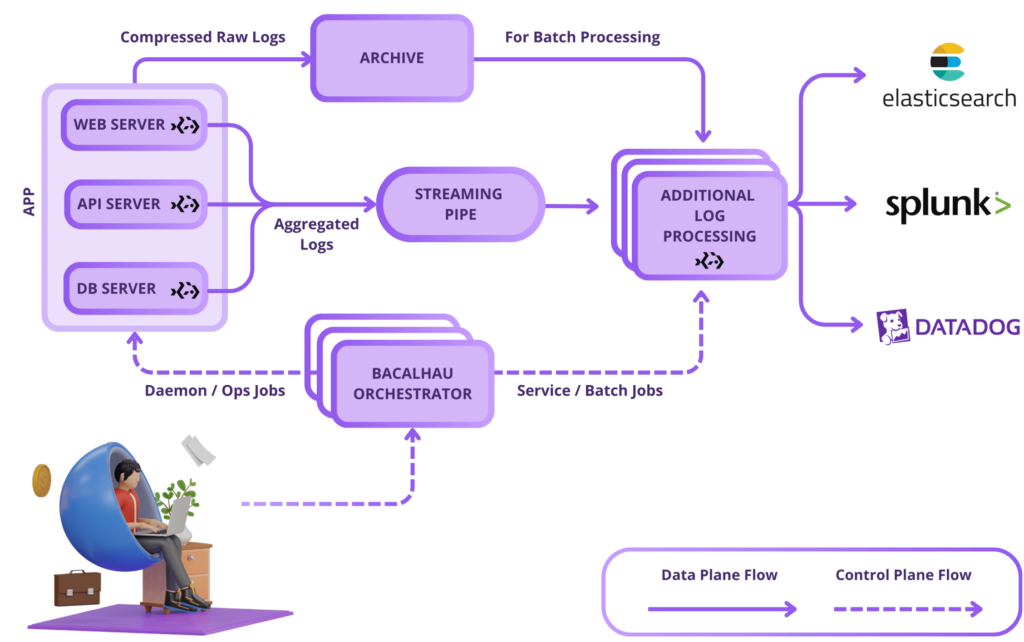 Compressed Raw Logs
ARCHIVE
For Batch Processing
elasticsearch
APP
WEB SERVER
API SERVER
DB SERVER
Aggregated
Logs
STREAMING
PIPE
ADDITIONAL
LOG
PROCESSING
splunk>
DATADOG
Daemon / Ops Jobs
BACALHAU
ORCHESTRATOR
Service / Batch Jobs
Data Plane Flow
Control Plane Flow